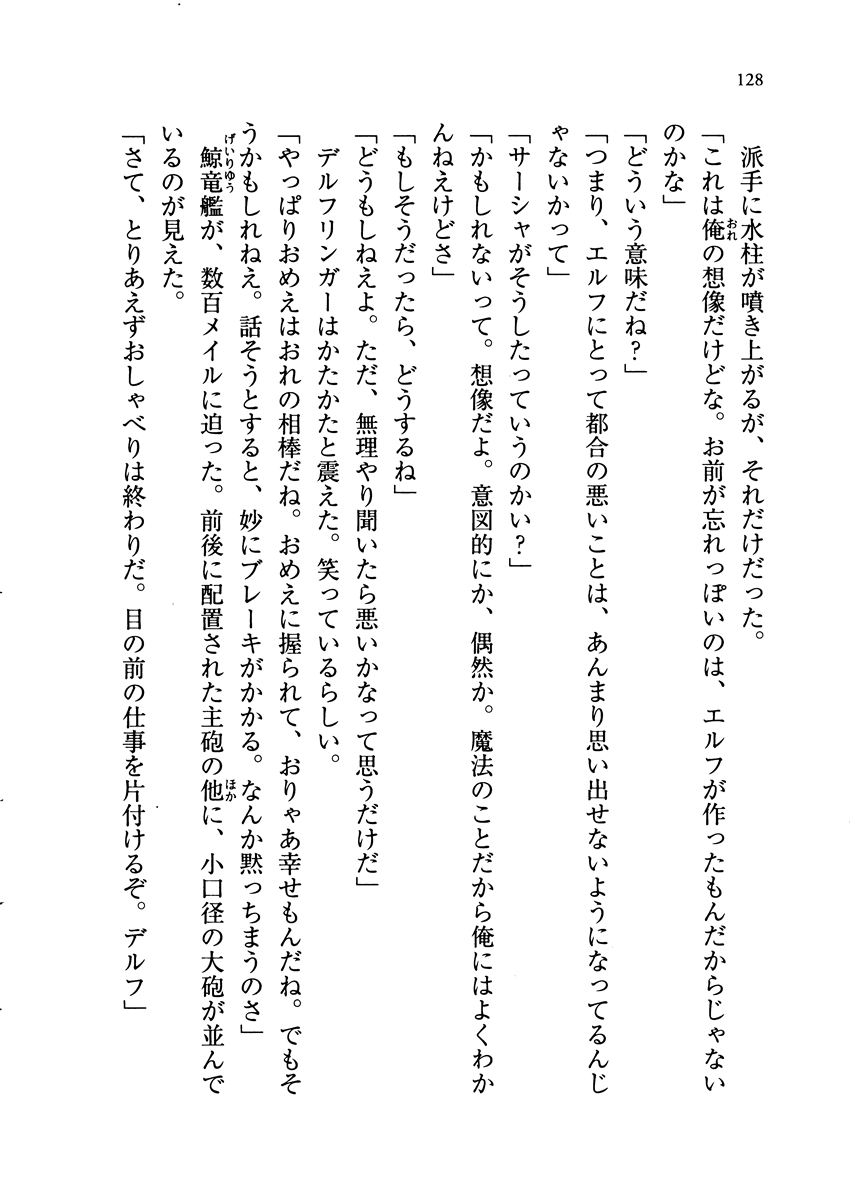 128
派手に水柱が噴き上がるが、それだけだった。
「これは俺の想像だけどな。お前が忘れっぽいのは、エルフが作ったもんだからじゃない
のかな」
「どういう意味だね?」
「つまり、エルフにとって都合の悪いことは、あんまり思い出せないようになってるんじ
ゃないかって」
「サーシャがそうしたっていうのかい?」
「かもしれないって。想像だよ。意図的にか、偶然か。魔法のことだから俺にはよくわか
んねえけどさ」
「もしそうだったら、どうするね」
「どうもしねえよ。ただ、無理やり聞いたら悪いかなって思うだけだ」
デルフリンガーはかたかたと震えた。笑っているらしい。
「やっぱりおめえはおれの相棒だね。おめえに握られて、おりゃあ幸せもんだね。でもそ
うかもしれねえ。話そうとすると、妙にブレーキがかかる。なんか黙っちまうのさ」
鯨竜艦が、数百メイルに迫った。前後に配置された主砲の他に、小口径の大砲が並んで
いるのが見えた。
「さて、とりあえずおしゃべりは終わりだ。目の前の仕事を片付けるぞ。デルフ」